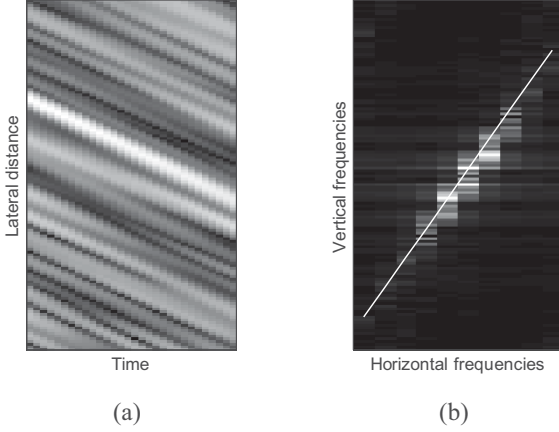 Lateral distance
Time
(a)
Vertical frequencies
Horizontal frequencies
(b)